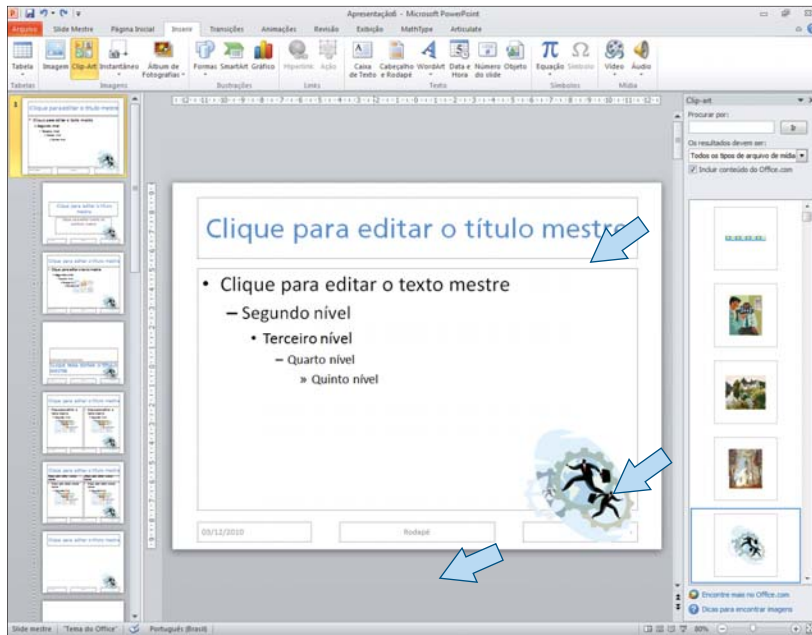 Apresentação6 - Microsoft PowerPoint
Arquivo Slide Mestre Página Inicial Inserir Transições Animações Revisão Exibição MathType Articulate
Tabela Imagem Clip-Art Instantâneo Álbum de Fotografias Formas SmartArt Gráfico Hiperlink Ação Caixa de Texto Cabeçalho e Rodapé WordArt Data e Hora Número do slide Objeto Equação Símbolo Vídeo Áudio
Tabelas Imagens Ilustrações Links Texto Símbolos Mídia
Clip-art
Procurar por:
Ir
Os resultados devem ser:
Todos os tipos de arquivo de mídia
Incluir conteúdo do Office.com
1
Clique para editar o título mestre
• Clique para editar o texto mestre
– Segundo nível
• Terceiro nível
– Quarto nível
» Quinto nível
03/12/2010 Rodapé
Encontre mais no Office.com
Dicas para encontrar imagens
Slide mestre "Tema do Office" Português (Brasil) 80%